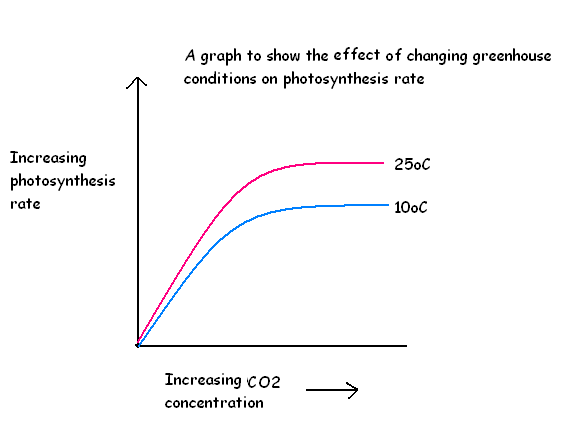 A graph to show the effect of changing greenhouse
conditions on photosynthesis rate
Increasing
photosynthesis
rate
25oC
10oC
Increasing CO2
concentration